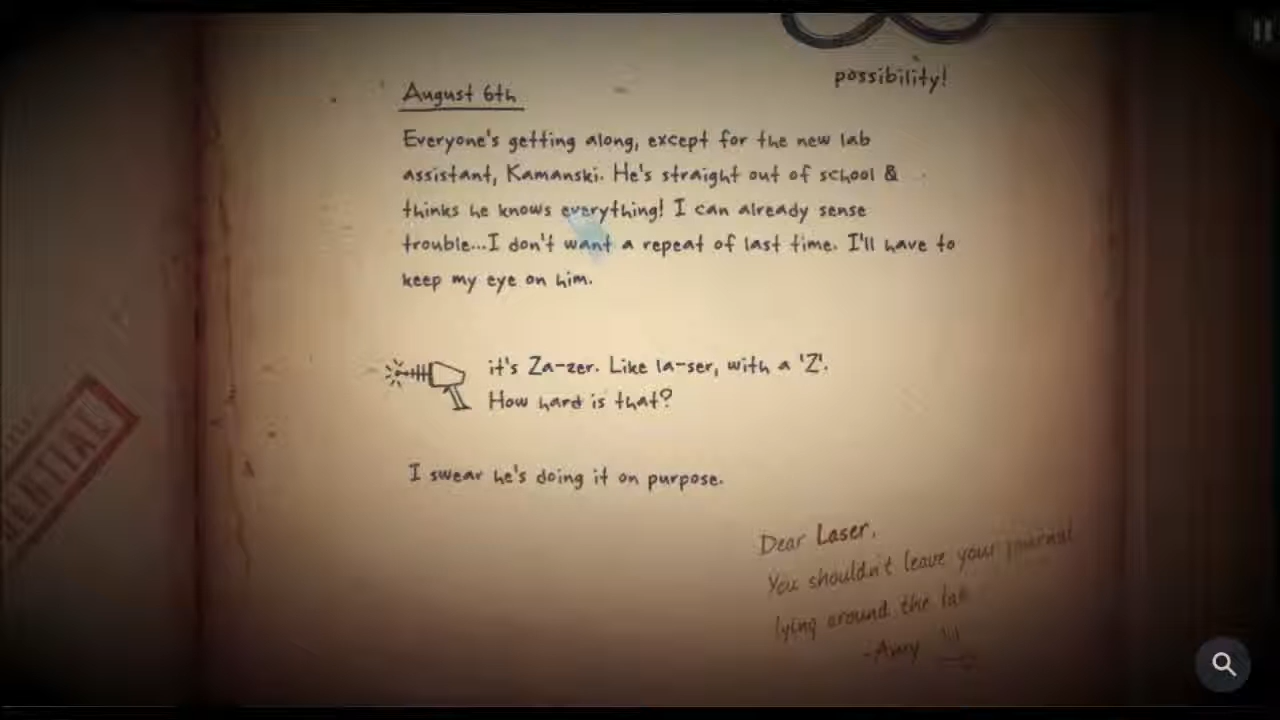 possibility!
August 6th
Everyone's getting along, except for the new lab
assistant, Kamanski. He's straight out of school &
thinks he knows everything! I can already sense
trouble...I don't want a repeat of last time. I'll have to
keep my eye on him.
it's Za-zer. Like la-ser, with a 'Z'.
How hard is that?
I swear he's doing it on purpose.
Dear Laser,
You shouldn't leave your journal
lying around the lab
-Amy
ENTIAL